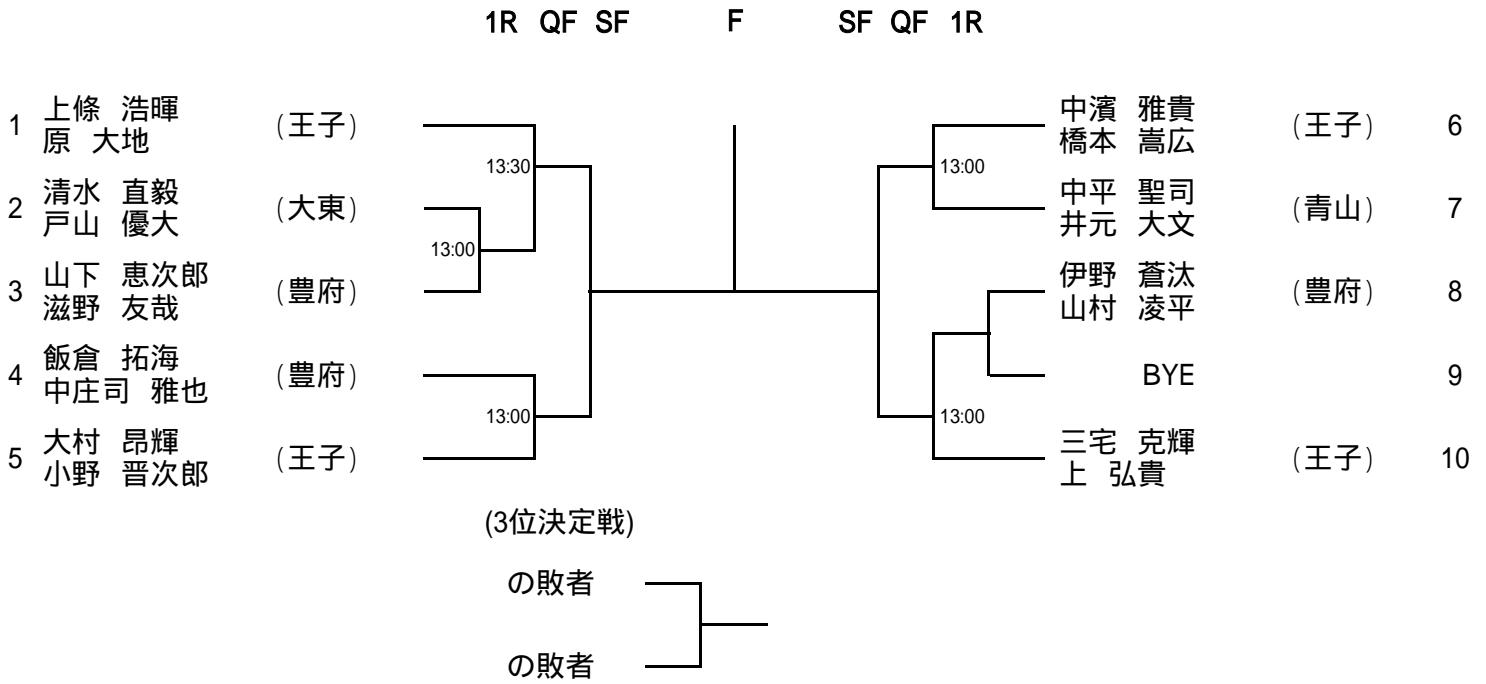 1R QF SF F SF QF 1R
1 上條 浩暉 原 大地 (王子)
13:30
2 清水 直毅 戸山 優大 (大東)
13:00
3 山下 恵次郎 滋野 友哉 (豊府)
4 飯倉 拓海 中庄司 雅也 (豊府)
13:00
5 大村 昂輝 小野 晋次郎 (王子)
中濱 雅貴 橋本 嵩広 (王子) 6
13:00
中平 聖司 井元 大文 (青山) 7
伊野 蒼汰 山村 凌平 (豊府) 8
BYE 9
13:00
三宅 克輝 上 弘貴 (王子) 10
(3位決定戦)
の敗者
の敗者